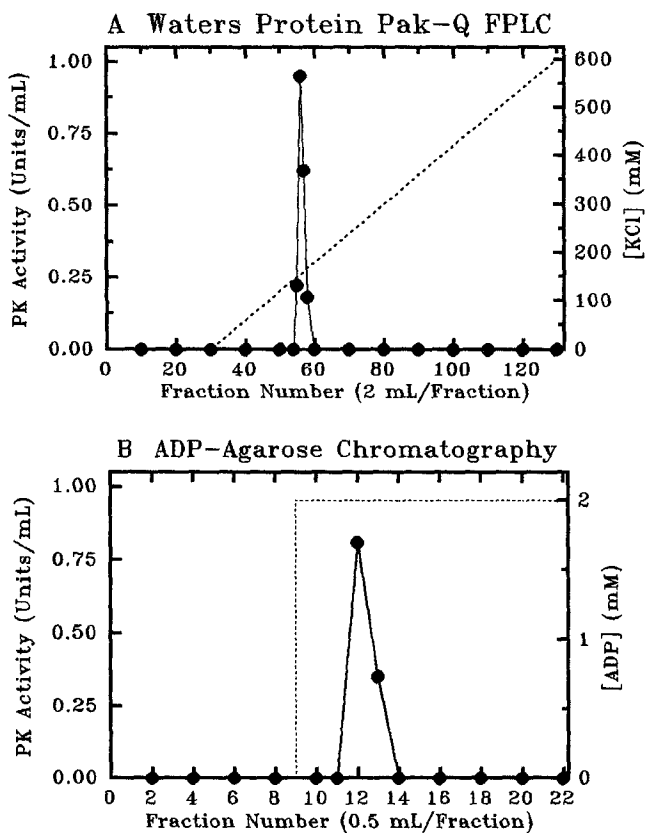 A Waters Protein Pak-Q FPLC
PK Activity (Units/mL)
1.00
0.75
0.50
0.25
0.00
600
500
400
300
200
100
0
[KCl] (mM)
0 20 40 60 80 100 120
Fraction Number (2 mL/Fraction)
B ADP-Agarose Chromatography
PK Activity (Units/mL)
1.00
0.75
0.50
0.25
0.00
2
1
0
[ADP] (mM)
0 2 4 6 8 10 12 14 16 18 20 22
Fraction Number (0.5 mL/Fraction)